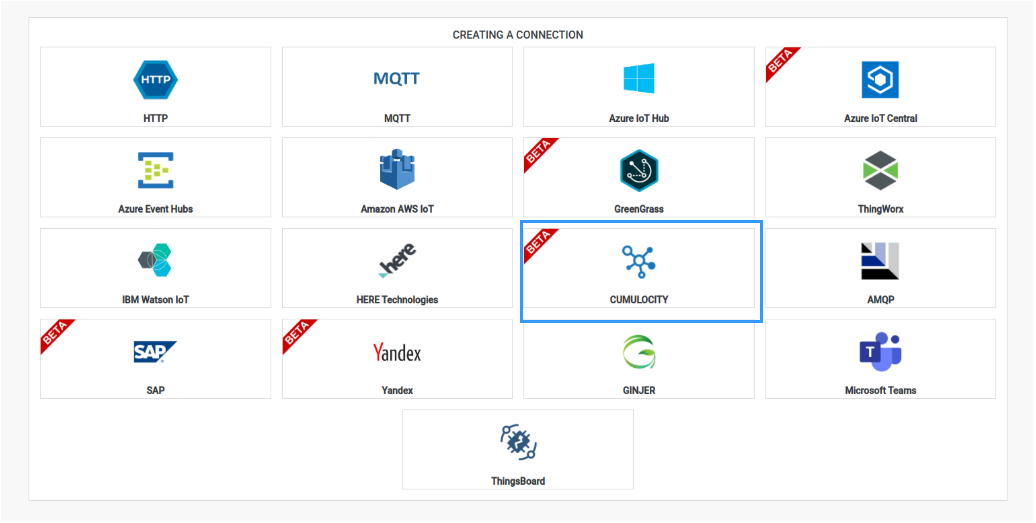 CREATING A CONNECTION
HTTP
HTTP
MQTT
MQTT
Azure IoT Hub
BETA
Azure IoT Central
Azure Event Hubs
Amazon AWS IoT
BETA
GreenGrass
ThingWorx
IBM Watson IoT
here
HERE Technologies
BETA
CUMULOCITY
AMQP
BETA
SAP
SAP
BETA
Yandex
Yandex
GINJER
T
Microsoft Teams
ThingsBoard